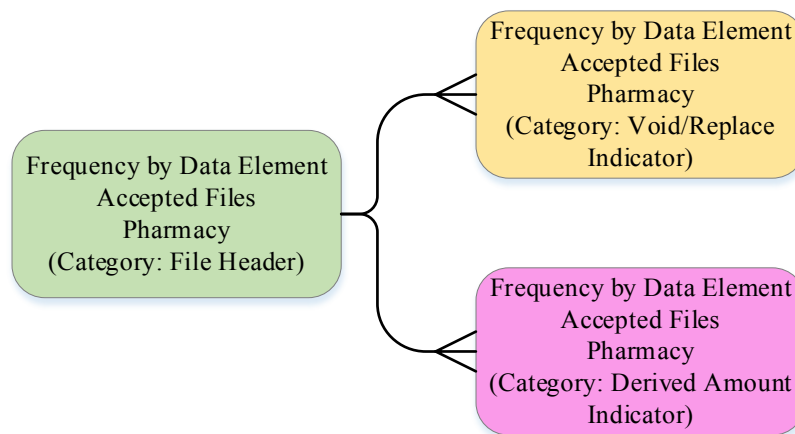 Frequency by Data Element
Accepted Files
Pharmacy
(Category: File Header)
Frequency by Data Element
Accepted Files
Pharmacy
(Category: Void/Replace
Indicator)
Frequency by Data Element
Accepted Files
Pharmacy
(Category: Derived Amount
Indicator)